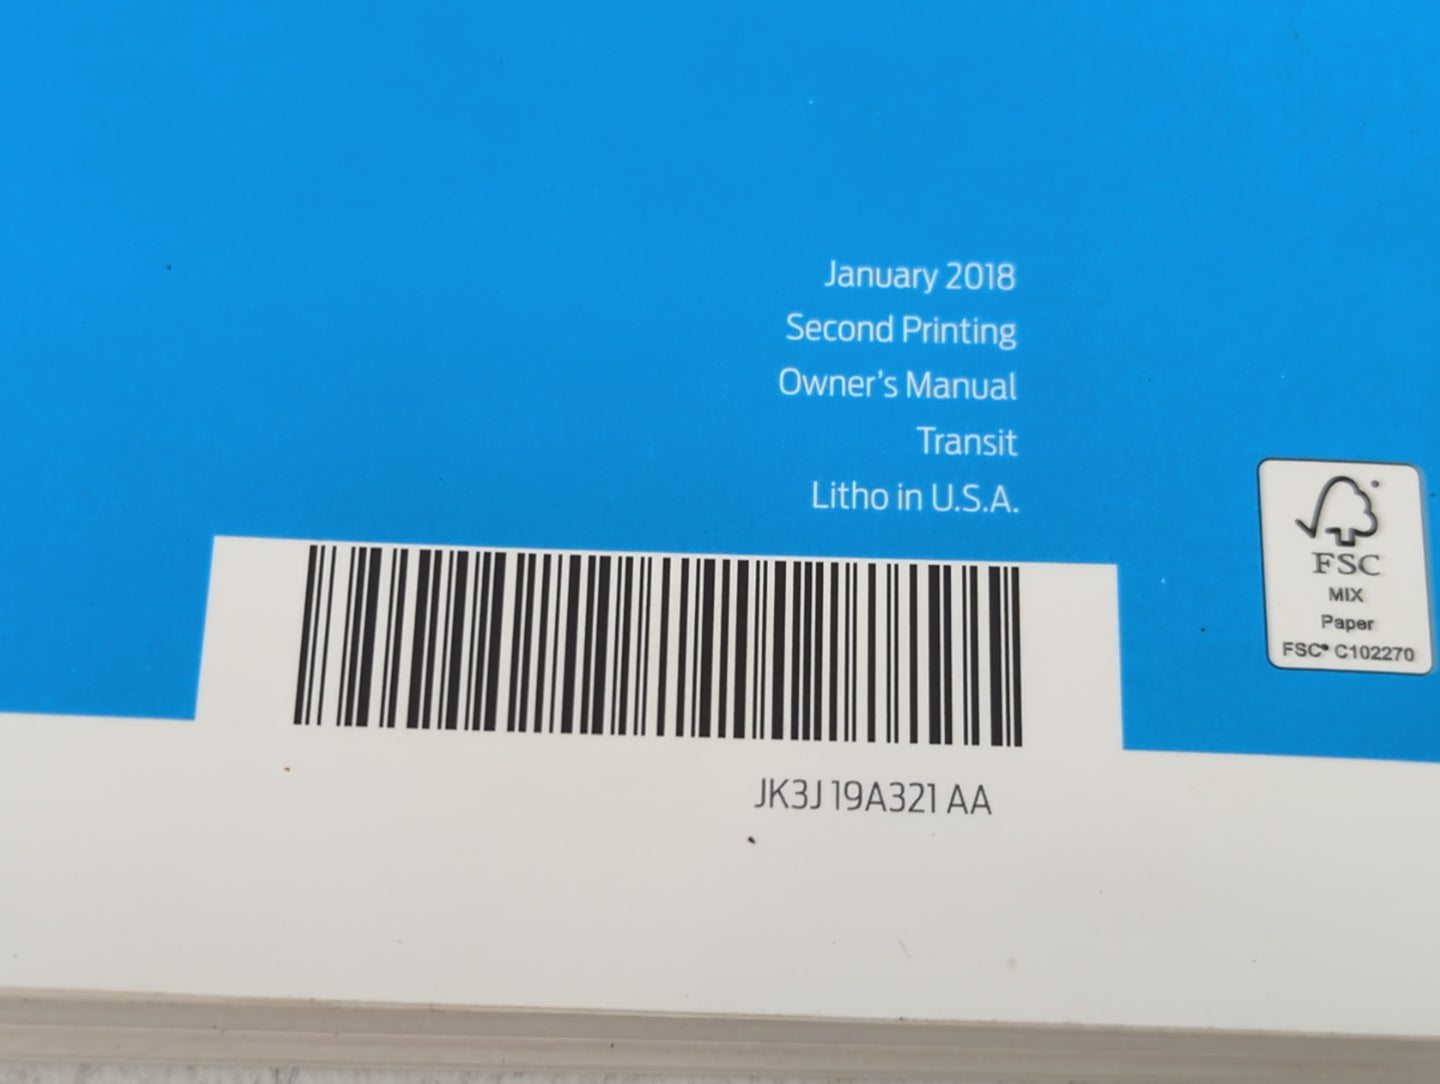 January 2018
Second Printing
Owner's Manual
Transit
Litho in U.S.A.
JK3J 19A321 AA
FSC
MIX
Paper
FSC® C102270